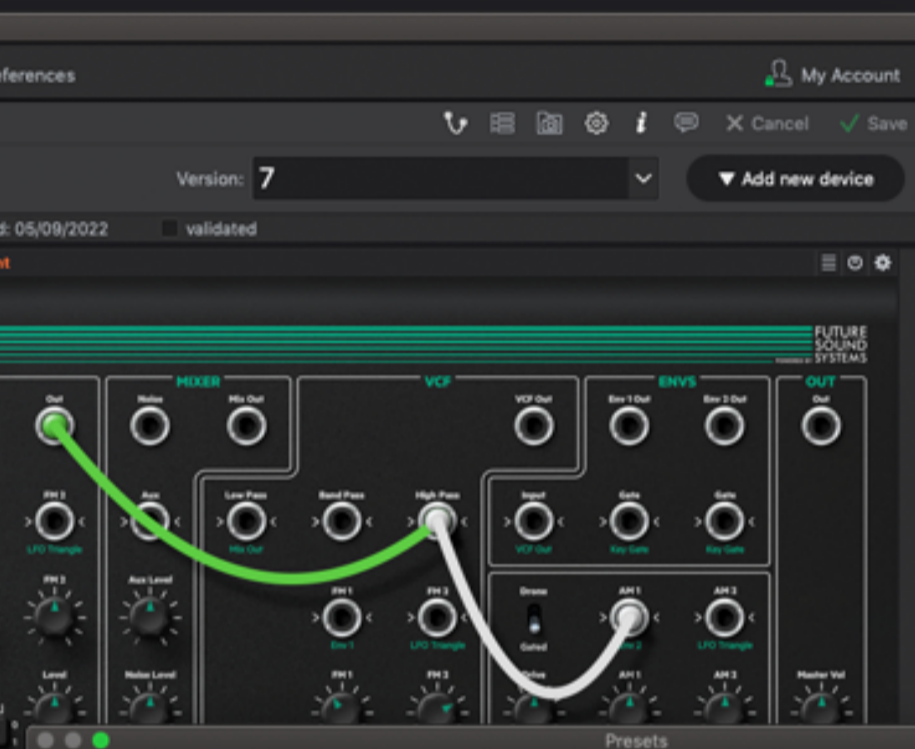 eferences
My Account
Cancel
Save
Version: 7
Add new device
d: 05/09/2022
validated
nt
FUTURE
SOUND
SYSTEMS
MIXER
VCF
ENVS
OUT
Out
Noise
Mix Out
VCF Out
Env 1 Out
Env 2 Out
Out
FM 2
Aux
Low Pass
Band Pass
High Pass
Input
Gate
Gate
LFO Triangle
Mix Out
VCF Out
Key Gate
Key Gate
FM 2
Aux Level
FM 1
FM 2
Drone
AM 1
AM 2
Env 1
LFO Triangle
Gated
Env 2
LFO Triangle
Level
Noise Level
FM 1
FM 2
Drive
AM 1
AM 2
Master Vol
Presets